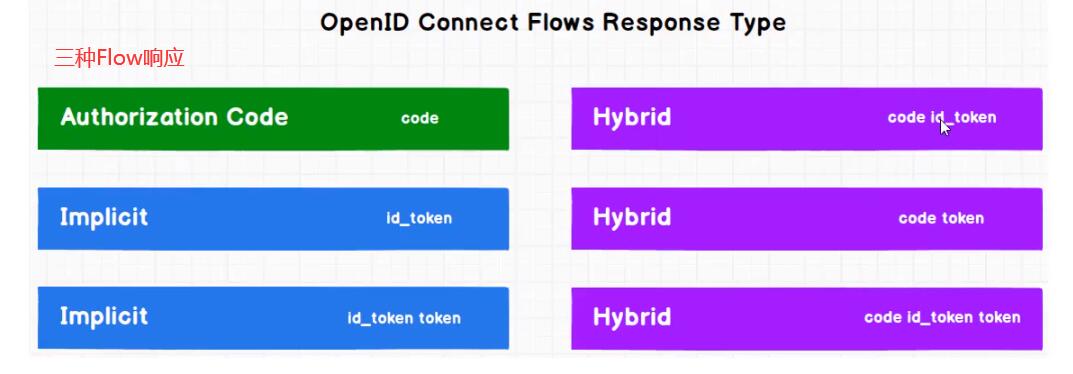 OpenID Connect Flows Response Type
三种Flow响应
Authorization Code code
Implicit id_token
Implicit id_token token
Hybrid code id_token
Hybrid code token
Hybrid code id_token token